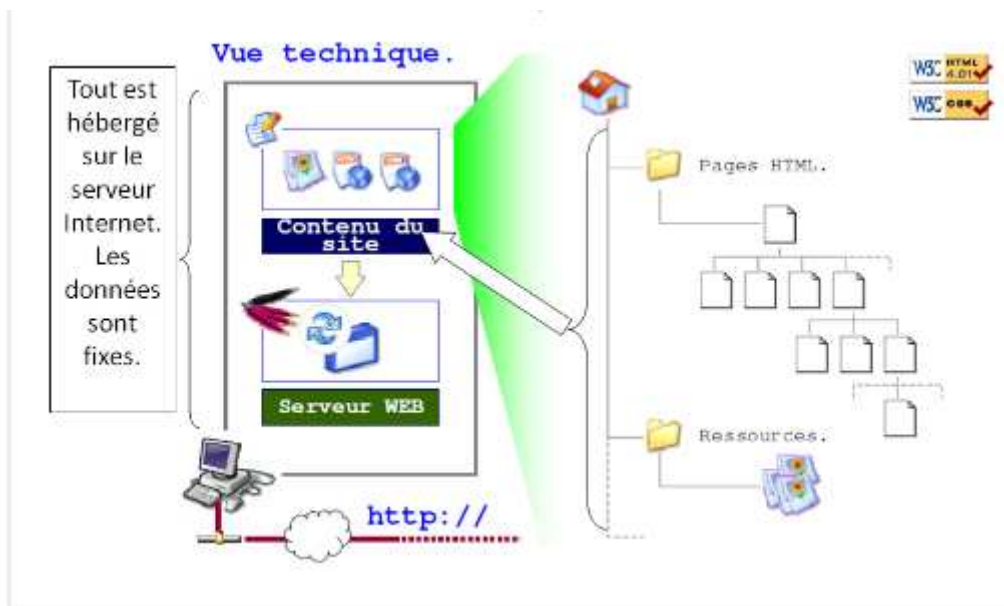 Vue technique.
Tout est
hébergé
sur le
serveur
Internet.
Les
données
sont
fixes.
Contenu du
site
Serveur WEB
http://
W3C HTML
4.01
W3C css
Pages HTML.
Ressources.